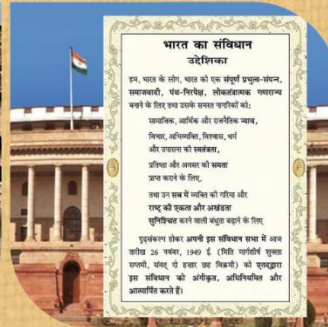 भारत का संविधान
उद्देशिका
हम, भारत के लोग, भारत को एक संपूर्ण प्रभुत्व-संपन्न,
समाजवादी, पंथ-निरपेक्ष, लोकतंत्रात्मक गणराज्य
बनाने के लिए तथा उसके समस्त नागरिकों को:
सामाजिक, आर्थिक और राजनैतिक न्याय,
विचार, अभिव्यक्ति, विश्वास, धर्म
और उपासना की स्वतंत्रता,
प्रतिष्ठा और अवसर की समता
प्राप्त कराने के लिए,
तथा उन सब में व्यक्ति की गरिमा और
राष्ट्र की एकता और अखंडता
सुनिश्चित करने वाली बंधुता बढ़ाने के लिए
दृढ़संकल्प होकर अपनी इस संविधान सभा में आज
तारीख 26 नवंबर, 1949 ई. (मिति मार्गशीर्ष शुक्ला
सप्तमी, संवत् दो हजार छह विक्रमी) को एतद्द्वारा
इस संविधान को अंगीकृत, अधिनियमित और
आत्मार्पित करते हैं।